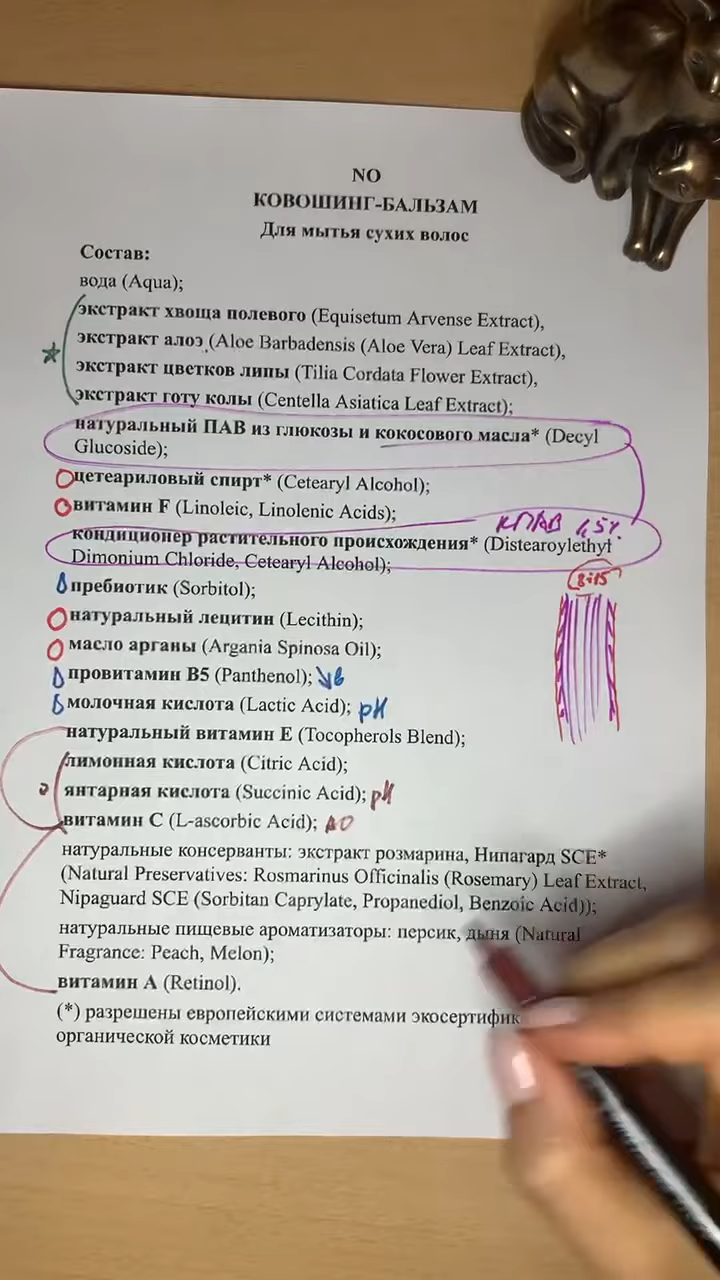 NO
КОВОШИНГ-БАЛЬЗАМ
Для мытья сухих волос
Состав:
вода (Aqua);
экстракт хвоща полевого (Equisetum Arvense Extract),
экстракт алоэ (Aloe Barbadensis (Aloe Vera) Leaf Extract),
экстракт цветков липы (Tilia Cordata Flower Extract),
экстракт готу колы (Centella Asiatica Leaf Extract);
натуральный ПАВ из глюкозы и кокосового масла* (Decyl
Glucoside);
цетеариловый спирт* (Cetearyl Alcohol);
витамин F (Linoleic, Linolenic Acids);
КПАВ 1,5%
кондиционер растительного происхождения* (Distearoylethyl
Dimonium Chloride, Cetearyl Alcohol);
пребиотик (Sorbitol);
натуральный лецитин (Lecithin);
масло арганы (Argania Spinosa Oil);
провитамин B5 (Panthenol);
молочная кислота (Lactic Acid); pH
натуральный витамин Е (Tocopherols Blend);
лимонная кислота (Citric Acid);
янтарная кислота (Succinic Acid); pH
витамин С (L-ascorbic Acid); АО
натуральные консерванты: экстракт розмарина, Нипагард SCE*
(Natural Preservatives: Rosmarinus Officinalis (Rosemary) Leaf Extract,
Nipaguard SCE (Sorbitan Caprylate, Propanediol, Benzoic Acid));
натуральные пищевые ароматизаторы: персик, дыня (Natural
Fragrance: Peach, Melon);
витамин А (Retinol).
(*) разрешены европейскими системами экосертифик
органической косметики